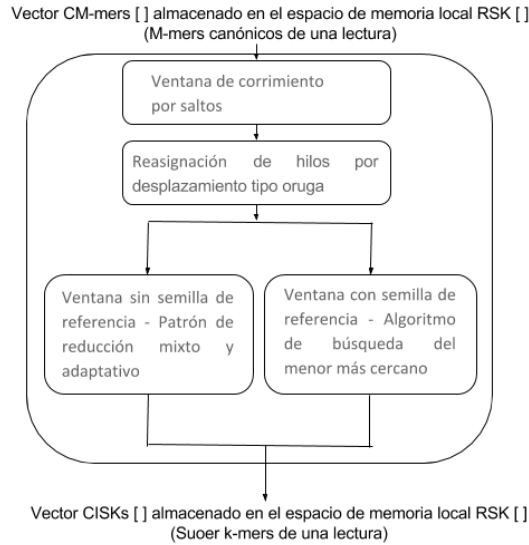 Vector CM-mers [ ] almacenado en el espacio de memoria local RSK [ ]
(M-mers canónicos de una lectura)
Ventana de corrimiento
por saltos
Reasignación de hilos por
desplazamiento tipo oruga
Ventana sin semilla de
referencia - Patrón de
reducción mixto y
adaptativo
Ventana con semilla de
referencia - Algoritmo
de búsqueda del
menor más cercano
Vector CISKs [ ] almacenado en el espacio de memoria local RSK [ ]
(Suoer k-mers de una lectura)